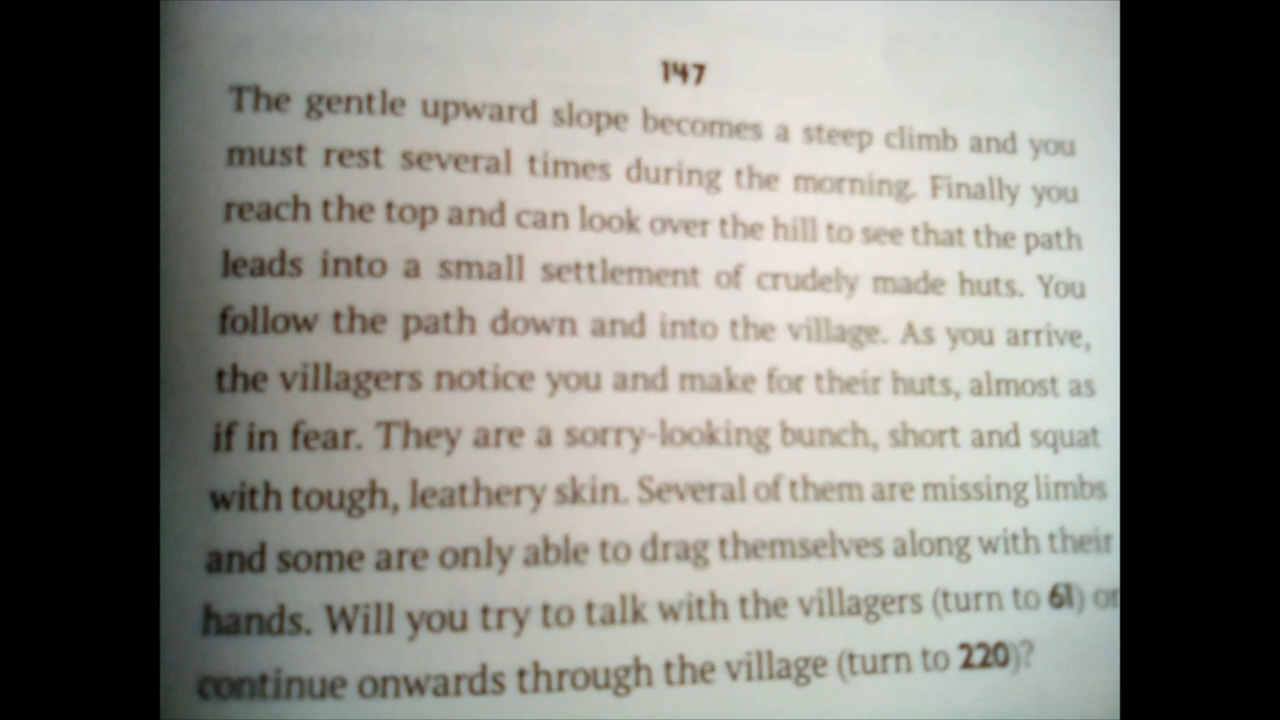 147
The gentle upward slope becomes a steep climb and you
must rest several times during the morning. Finally you
reach the top and can look over the hill to see that the path
leads into a small settlement of crudely made huts. You
follow the path down and into the village. As you arrive,
the villagers notice you and make for their huts, almost as
if in fear. They are a sorry-looking bunch, short and squat
with tough, leathery skin. Several of them are missing limbs
and some are only able to drag themselves along with their
hands. Will you try to talk with the villagers (turn to 61) or
continue onwards through the village (turn to 220)?